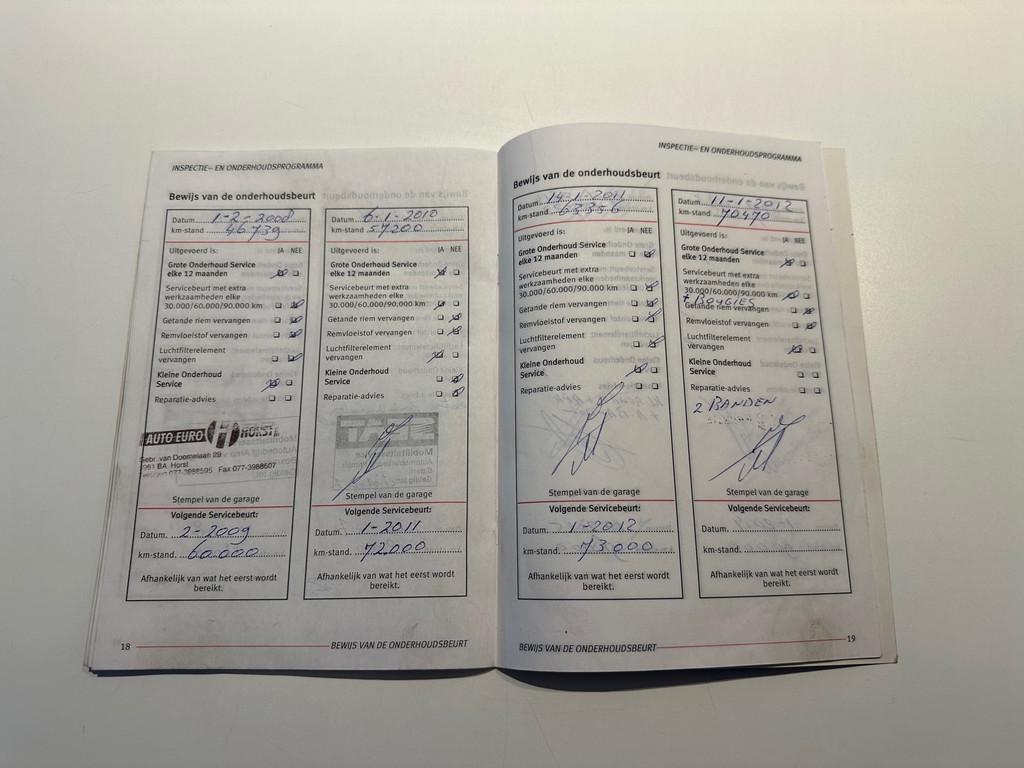 INSPECTIE- EN ONDERHOUDSPROGRAMMA
Bewijs van de onderhoudsbeurt
Datum 1-2-2008
km-stand 46739
Uitgevoerd is: JA NEE
Grote Onderhoud Service
elke 12 maanden
Servicebeurt met extra
werkzaamheden elke
30.000/60.000/90.000 km
Getande riem vervangen
Remvloeistof vervangen
Luchtfilterelement
vervangen
Kleine Onderhoud
Service
Reparatie-advies
AUTO EURO H HORST
Gebr. van Doornelaan 29
5961 BA Horst
077-3988595 Fax 077-3988607
Stempel van de garage
Volgende Servicebeurt:
Datum. 2-2009
km-stand. 60.000
Afhankelijk van wat het eerst wordt
bereikt.
Datum 6-1-2010
km-stand 57200
Uitgevoerd is: JA NEE
Grote Onderhoud Service
elke 12 maanden
Servicebeurt met extra
werkzaamheden elke
30.000/60.000/90.000 km
Getande riem vervangen
Remvloeistof vervangen
Luchtfilterelement
vervangen
Kleine Onderhoud
Service
Reparatie-advies
Stempel van de garage
Volgende Servicebeurt:
Datum. 1-2011
km-stand. 72.000
Afhankelijk van wat het eerst wordt
bereikt.
18
BEWIJS VAN DE ONDERHOUDSBEURT
INSPECTIE- EN ONDERHOUDSPROGRAMMA
Bewijs van de onderhoudsbeurt
Datum 14-1-2011
km-stand 63356
Uitgevoerd is: JA NEE
Grote Onderhoud Service
elke 12 maanden
Servicebeurt met extra
werkzaamheden elke
30.000/60.000/90.000 km
Getande riem vervangen
Remvloeistof vervangen
Luchtfilterelement
vervangen
Kleine Onderhoud
Service
Reparatie-advies
Stempel van de garage
Volgende Servicebeurt:
Datum. 1-2012
km-stand. 73.000
Afhankelijk van wat het eerst wordt
bereikt.
Datum 11-1-2012
km-stand 70470
Uitgevoerd is: JA NEE
Grote Onderhoud Service
elke 12 maanden
Servicebeurt met extra
werkzaamheden elke
30.000/60.000/90.000 km
+ BOUGIES
Getande riem vervangen
Remvloeistof vervangen
Luchtfilterelement
vervangen
Kleine Onderhoud
Service
Reparatie-advies
2 BANDEN
Stempel van de garage
Volgende Servicebeurt:
Datum.
km-stand.
Afhankelijk van wat het eerst wordt
bereikt.
BEWIJS VAN DE ONDERHOUDSBEURT
19